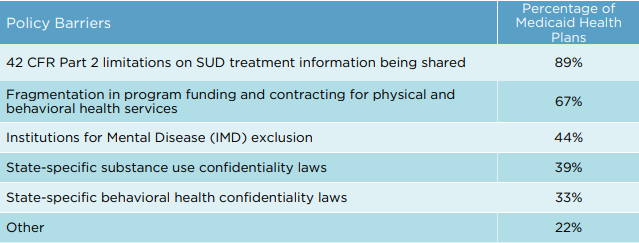 Policy Barriers
Percentage of
Medicaid Health
Plans
42 CFR Part 2 limitations on SUD treatment information being shared
89%
Fragmentation in program funding and contracting for physical and
behavioral health services
67%
Institutions for Mental Disease (IMD) exclusion
44%
State-specific substance use confidentiality laws
39%
State-specific behavioral health confidentiality laws
33%
Other
22%